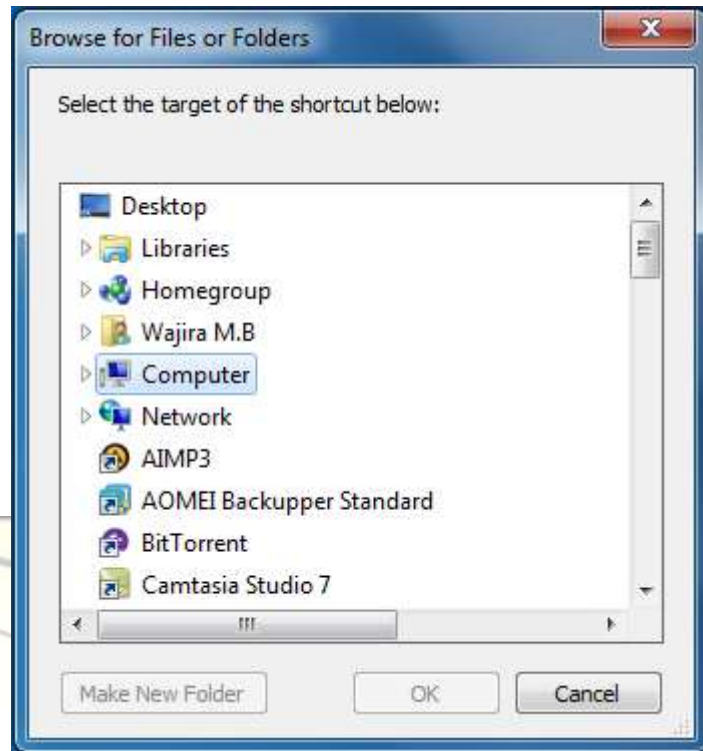 Browse for Files or Folders
Select the target of the shortcut below:
Desktop
Libraries
Homegroup
Wajira M.B
Computer
Network
AIMP3
AOMEI Backupper Standard
BitTorrent
Camtasia Studio 7
Make New Folder OK Cancel